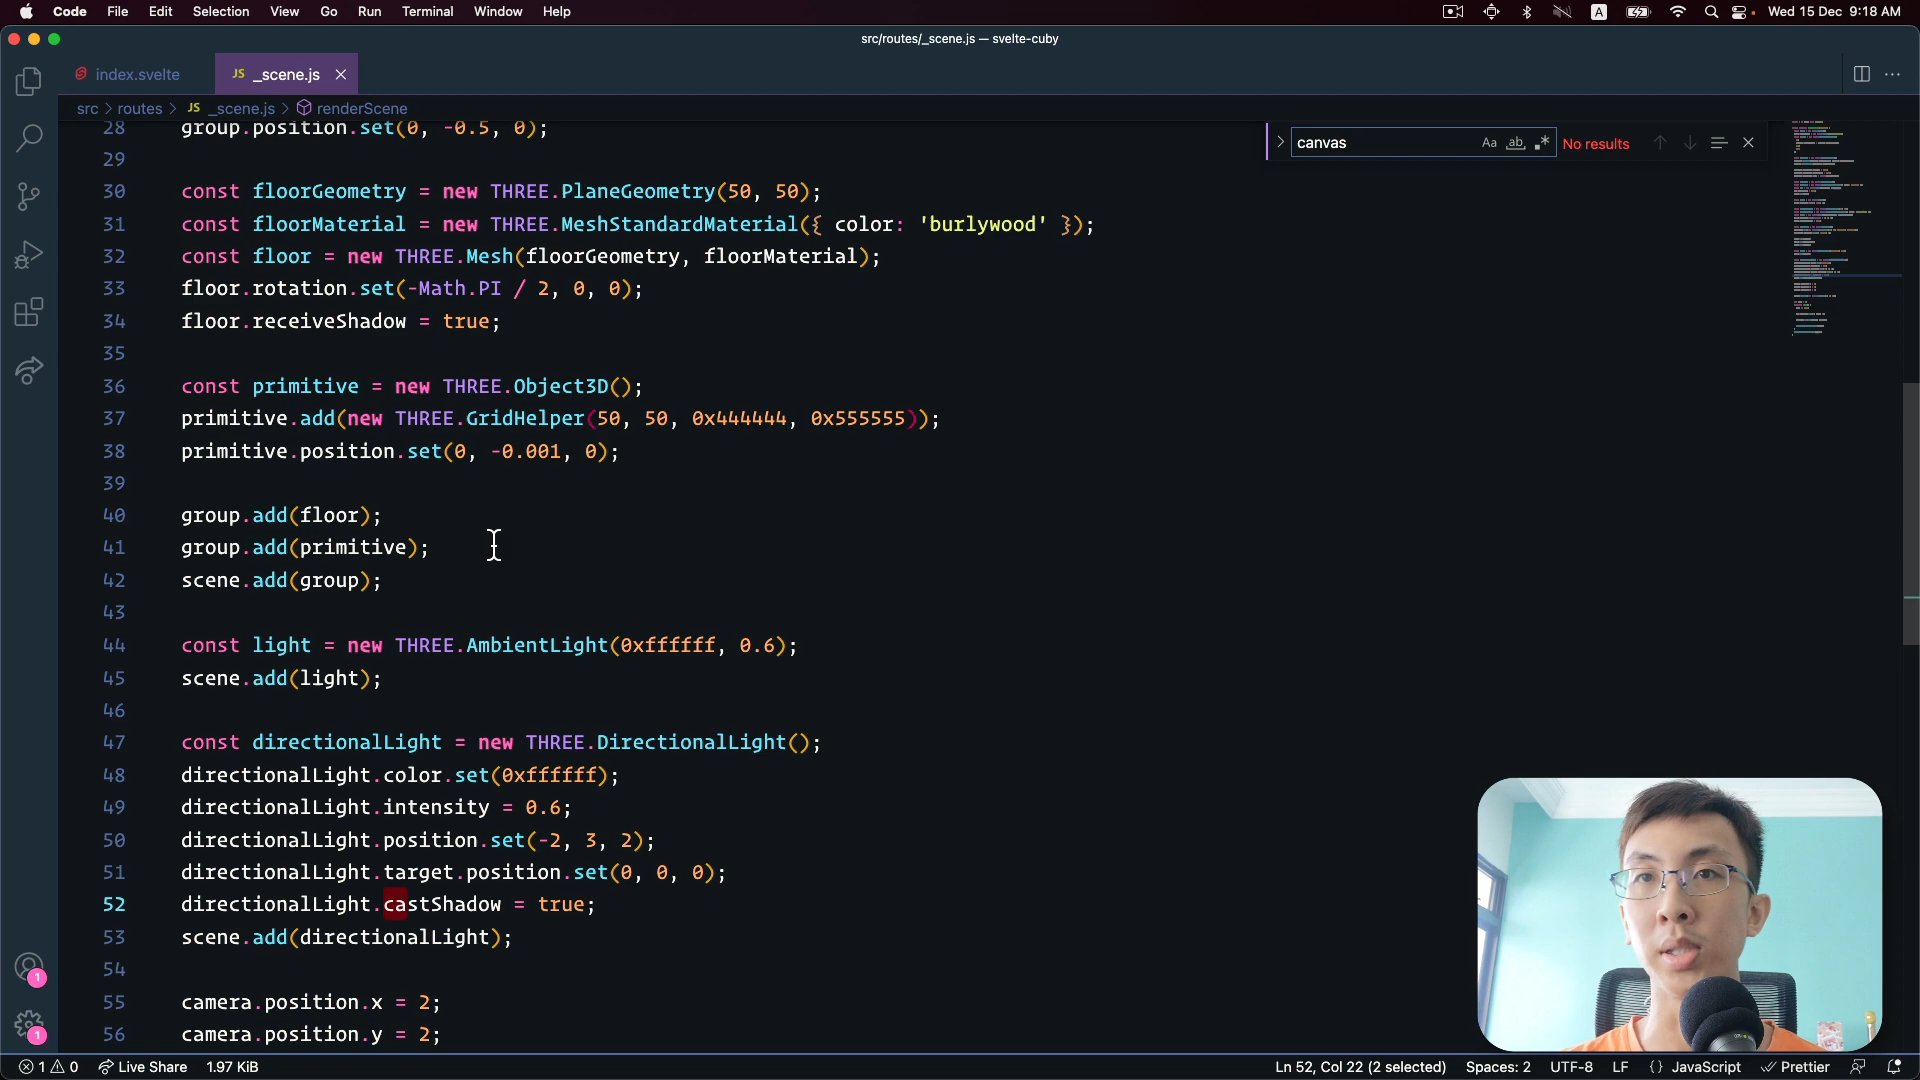 Code File Edit Selection View Go Run Terminal Window Help A Wed 15 Dec 9:18 AM
src/routes/_scene.js — svelte-cuby
index.svelte JS _scene.js
src > routes > JS _scene.js > renderScene
28 group.position.set(0, -0.5, 0);
canvas Aa ab .* No results
29
30 const floorGeometry = new THREE.PlaneGeometry(50, 50);
31 const floorMaterial = new THREE.MeshStandardMaterial({ color: 'burlywood' });
32 const floor = new THREE.Mesh(floorGeometry, floorMaterial);
33 floor.rotation.set(-Math.PI / 2, 0, 0);
34 floor.receiveShadow = true;
35
36 const primitive = new THREE.Object3D();
37 primitive.add(new THREE.GridHelper(50, 50, 0x444444, 0x555555));
38 primitive.position.set(0, -0.001, 0);
39
40 group.add(floor);
41 group.add(primitive);
42 scene.add(group);
43
44 const light = new THREE.AmbientLight(0xffffff, 0.6);
45 scene.add(light);
46
47 const directionalLight = new THREE.DirectionalLight();
48 directionalLight.color.set(0xffffff);
49 directionalLight.intensity = 0.6;
50 directionalLight.position.set(-2, 3, 2);
51 directionalLight.target.position.set(0, 0, 0);
52 directionalLight.castShadow = true;
53 scene.add(directionalLight);
54
55 camera.position.x = 2;
56 camera.position.y = 2;
1
1
1 0 Live Share 1.97 KiB Ln 52, Col 22 (2 selected) Spaces: 2 UTF-8 LF {} JavaScript Prettier